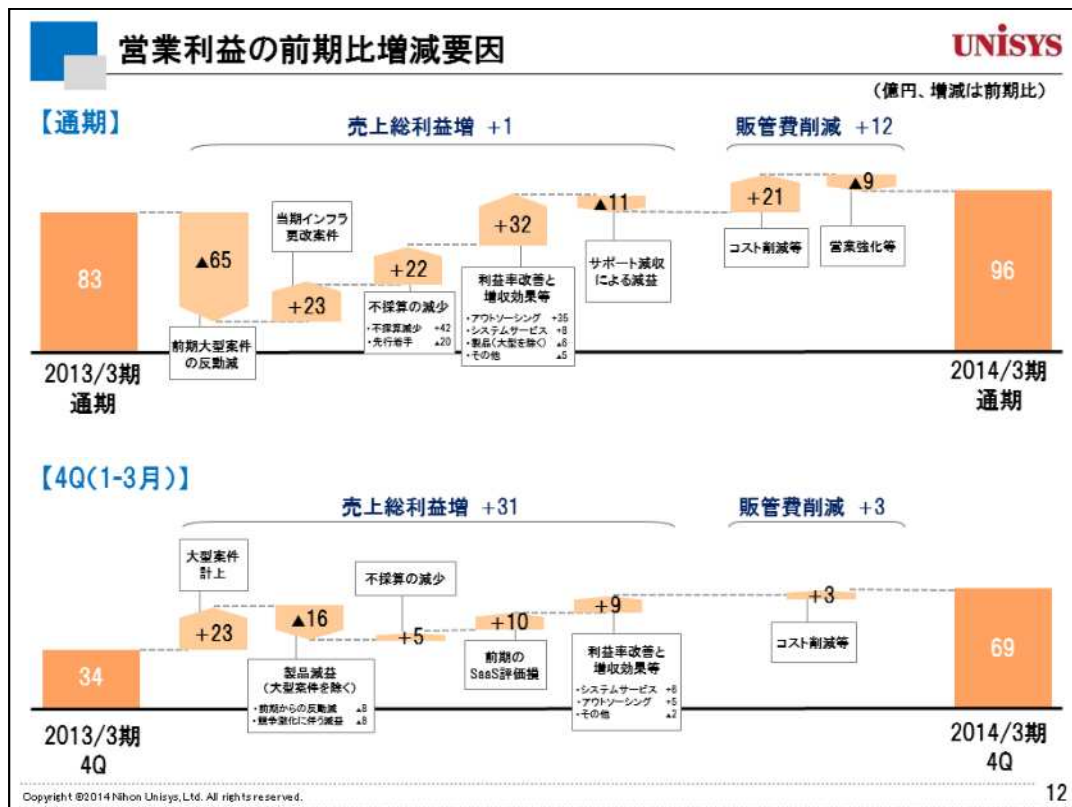 営業利益の前期比増減要因
UNiSYS
(億円、増減は前期比)
【通期】
売上総利益増 +1
販管費削減 +12
83
▲65
前期大型案件
の反動減
当期インフラ
更改案件
+23
+22
不採算の減少
・不採算減少 +42
・先行着手 ▲20
+32
利益率改善と
増収効果等
・アウトソーシング +35
・システムサービス +8
・製品(大型を除く) ▲6
・その他 ▲5
▲11
サポート減収
による減益
+21
コスト削減等
▲9
営業強化等
96
2013/3期
通期
2014/3期
通期
【4Q(1-3月)】
売上総利益増 +31
販管費削減 +3
34
大型案件
計上
+23
▲16
製品減益
(大型案件を除く)
・前期からの反動減 ▲8
・競争激化に伴う減益 ▲8
不採算の減少
+5
+10
前期の
SaaS評価損
+9
利益率改善と
増収効果等
・システムサービス +6
・アウトソーシング +5
・その他 ▲2
+3
コスト削減等
69
2013/3期
4Q
2014/3期
4Q
Copyright ©2014 Nihon Unisys, Ltd. All rights reserved.
12